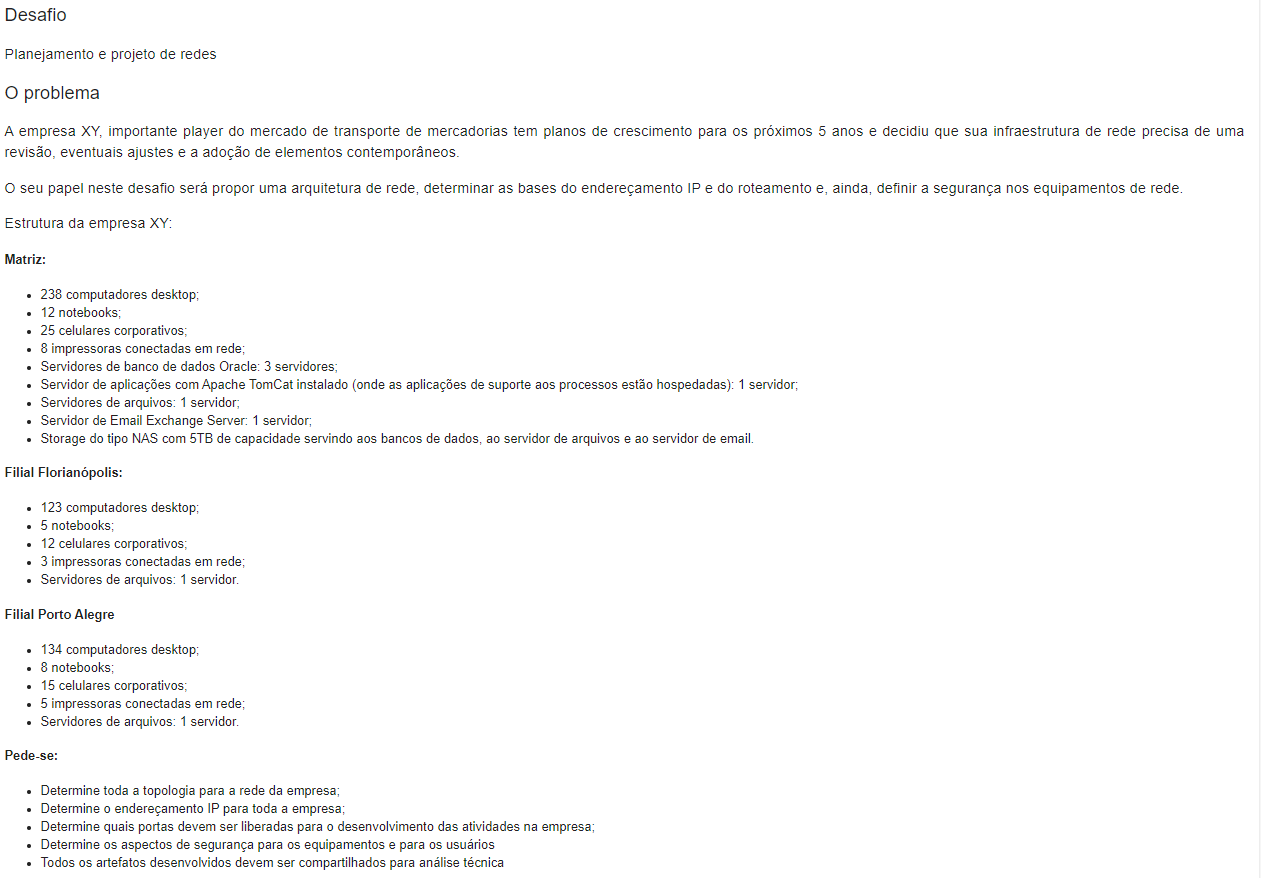 Desafio
Planejamento e projeto de redes
O problema
A empresa XY, importante player do mercado de transporte de mercadorias tem planos de crescimento para os próximos 5 anos e decidiu que sua infraestrutura de rede precisa de uma
revisão, eventuais ajustes e a adoção de elementos contemporâneos.
O seu papel neste desafio será propor uma arquitetura de rede, determinar as bases do endereçamento IP e do roteamento e, ainda, definir a segurança nos equipamentos de rede.
Estrutura da empresa XY:
Matriz:
• 238 computadores desktop;
• 12 notebooks;
• 25 celulares corporativos;
• 8 impressoras conectadas em rede;
• Servidores de banco de dados Oracle: 3 servidores;
• Servidor de aplicações com Apache TomCat instalado (onde as aplicações de suporte aos processos estão hospedadas): 1 servidor;
• Servidores de arquivos: 1 servidor;
• Servidor de Email Exchange Server: 1 servidor;
• Storage do tipo NAS com 5TB de capacidade servindo aos bancos de dados, ao servidor de arquivos e ao servidor de email.
Filial Florianópolis:
• 123 computadores desktop;
• 5 notebooks;
• 12 celulares corporativos;
• 3 impressoras conectadas em rede;
• Servidores de arquivos: 1 servidor.
Filial Porto Alegre
• 134 computadores desktop;
• 8 notebooks;
• 15 celulares corporativos;
• 5 impressoras conectadas em rede;
• Servidores de arquivos: 1 servidor.
Pede-se:
• Determine toda a topologia para a rede da empresa;
• Determine o endereçamento IP para toda a empresa;
• Determine quais portas devem ser liberadas para o desenvolvimento das atividades na empresa;
• Determine os aspectos de segurança para os equipamentos e para os usuários
• Todos os artefatos desenvolvidos devem ser compartilhados para análise técnica